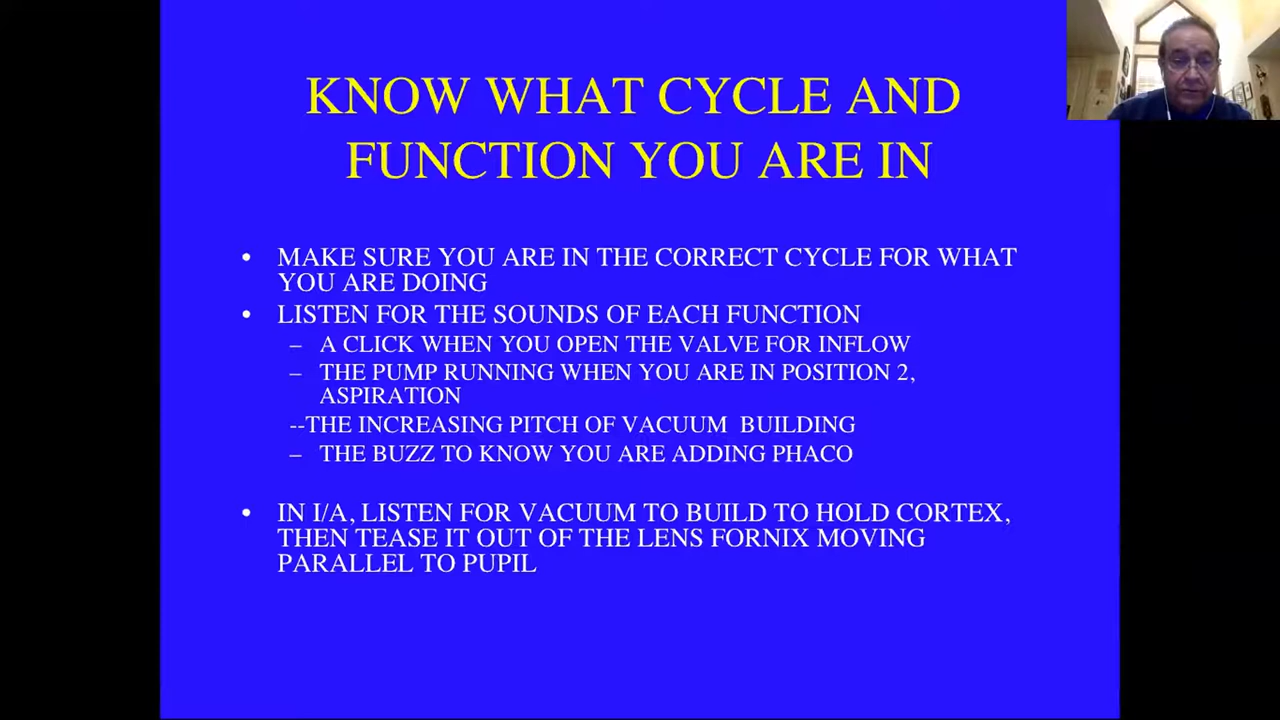 KNOW WHAT CYCLE AND
FUNCTION YOU ARE IN
• MAKE SURE YOU ARE IN THE CORRECT CYCLE FOR WHAT
YOU ARE DOING
• LISTEN FOR THE SOUNDS OF EACH FUNCTION
– A CLICK WHEN YOU OPEN THE VALVE FOR INFLOW
– THE PUMP RUNNING WHEN YOU ARE IN POSITION 2,
ASPIRATION
--THE INCREASING PITCH OF VACUUM BUILDING
– THE BUZZ TO KNOW YOU ARE ADDING PHACO
• IN I/A, LISTEN FOR VACUUM TO BUILD TO HOLD CORTEX,
THEN TEASE IT OUT OF THE LENS FORNIX MOVING
PARALLEL TO PUPIL